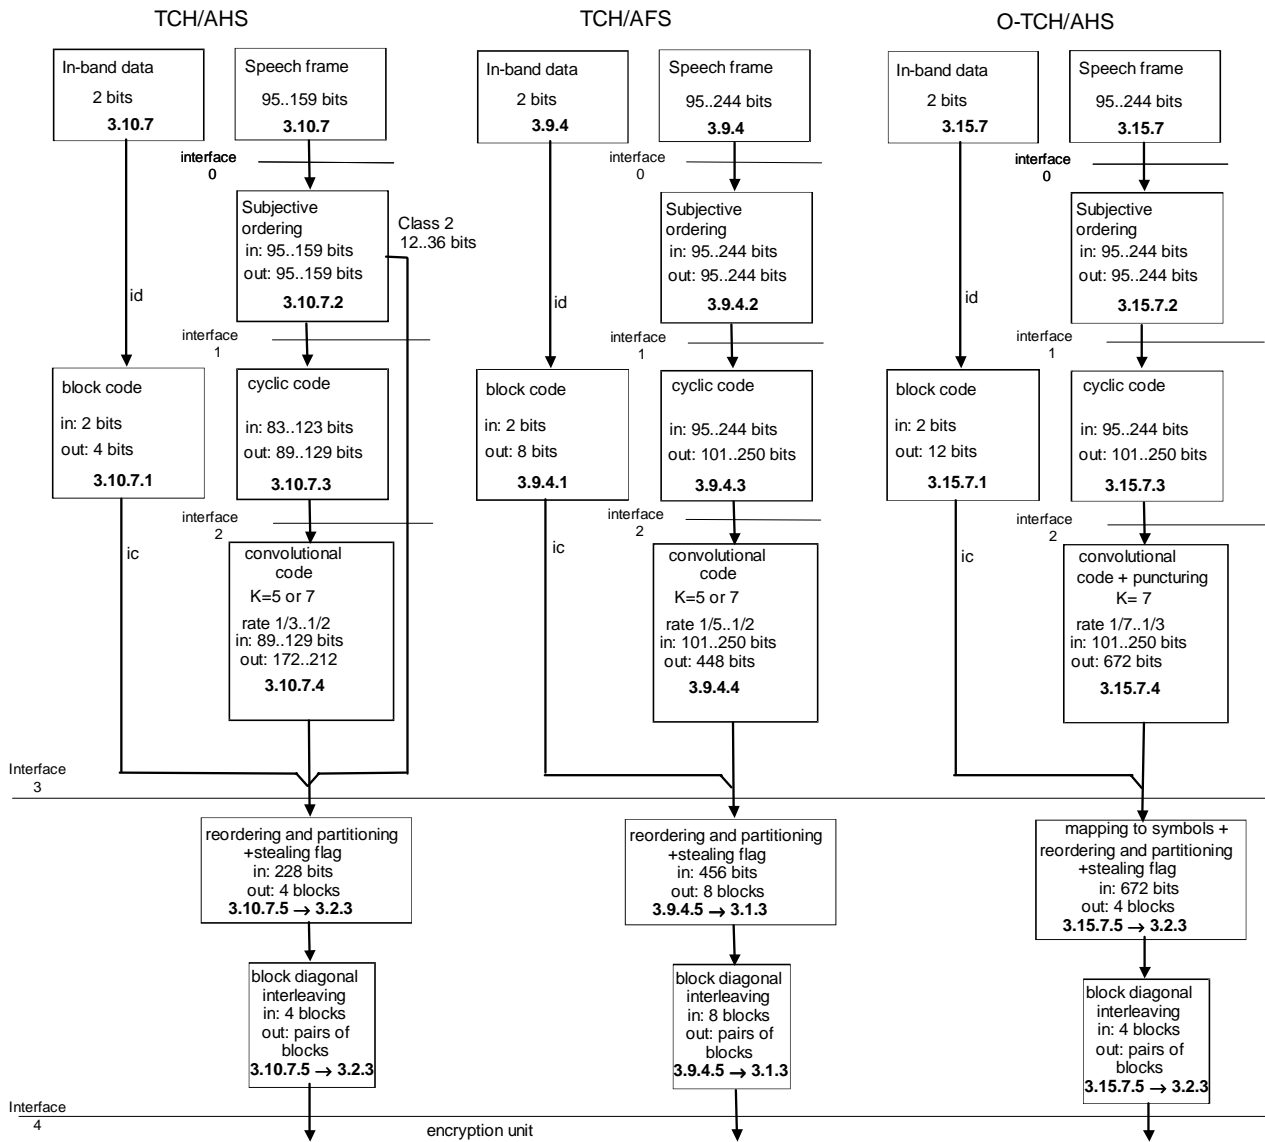 TCH/AHS
TCH/AFS
O-TCH/AHS
In-band data
2 bits
3.10.7
Speech frame
95..159 bits
3.10.7
interface
0
Subjective
ordering
in: 95..159 bits
out: 95..159 bits
3.10.7.2
Class 2
12..36 bits
id
interface
1
block code
in: 2 bits
out: 4 bits
3.10.7.1
cyclic code
in: 83..123 bits
out: 89..129 bits
3.10.7.3
interface
2
ic
convolutional
code
K=5 or 7
rate 1/3..1/2
in: 89..129 bits
out: 172..212
3.10.7.4
In-band data
2 bits
3.9.4
Speech frame
95..244 bits
3.9.4
interface
0
Subjective
ordering
in: 95..244 bits
out: 95..244 bits
3.9.4.2
id
interface
1
block code
in: 2 bits
out: 8 bits
3.9.4.1
cyclic code
in: 95..244 bits
out: 101..250 bits
3.9.4.3
interface
2
ic
convolutional
code
K=5 or 7
rate 1/5..1/2
in: 101..250 bits
out: 448 bits
3.9.4.4
In-band data
2 bits
3.15.7
Speech frame
95..244 bits
3.15.7
interface
0
Subjective
ordering
in: 95..244 bits
out: 95..244 bits
3.15.7.2
id
interface
1
block code
in: 2 bits
out: 12 bits
3.15.7.1
cyclic code
in: 95..244 bits
out: 101..250 bits
3.15.7.3
interface
2
ic
convolutional
code + puncturing
K= 7
rate 1/7..1/3
in: 101..250 bits
out: 672 bits
3.15.7.4
Interface
3
reordering and partitioning
+stealing flag
in: 228 bits
out: 4 blocks
3.10.7.5 → 3.2.3
block diagonal
interleaving
in: 4 blocks
out: pairs of
blocks
3.10.7.5 → 3.2.3
reordering and partitioning
+stealing flag
in: 456 bits
out: 8 blocks
3.9.4.5 → 3.1.3
block diagonal
interleaving
in: 8 blocks
out: pairs of
blocks
3.9.4.5 → 3.1.3
mapping to symbols +
reordering and partitioning
+stealing flag
in: 672 bits
out: 4 blocks
3.15.7.5 → 3.2.3
block diagonal
interleaving
in: 4 blocks
out: pairs of
blocks
3.15.7.5 → 3.2.3
Interface
4
encryption unit